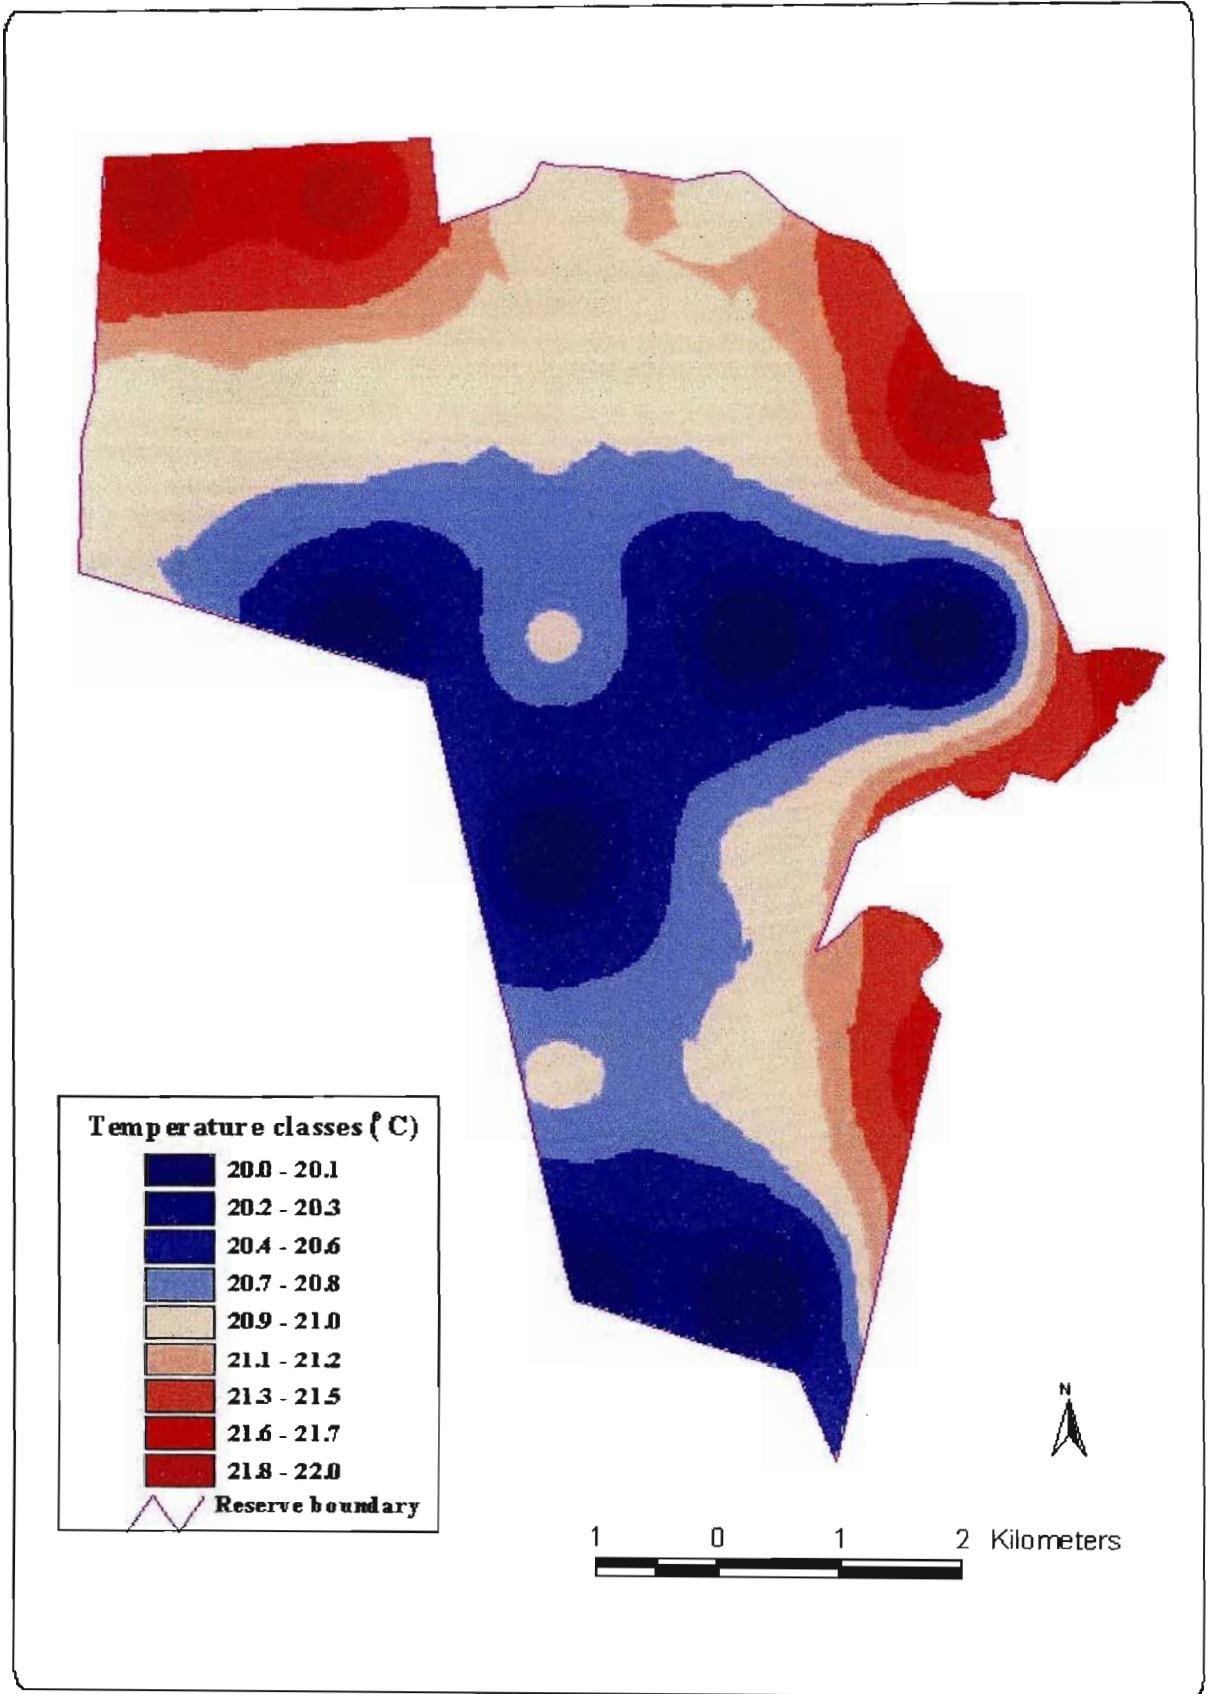 Temperature classes (° C)
20.0 - 20.1
20.2 - 20.3
20.4 - 20.6
20.7 - 20.8
20.9 - 21.0
21.1 - 21.2
21.3 - 21.5
21.6 - 21.7
21.8 - 22.0
Reserve boundary
N
1 0 1 2 Kilometers